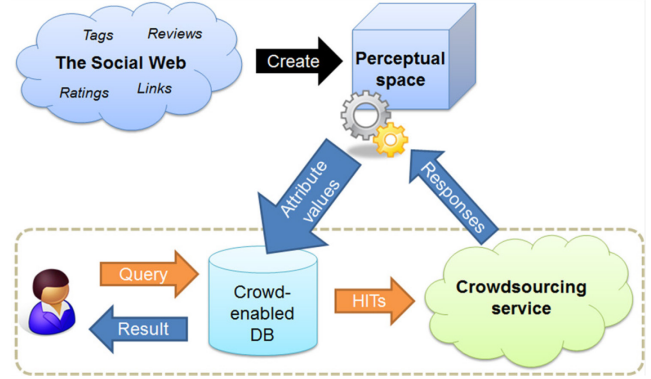 Tags
Reviews
The Social Web
Ratings
Links
Create
Perceptual
space
Attribute
values
Responses
Query
Result
Crowd-
enabled
DB
HITs
Crowdsourcing
service